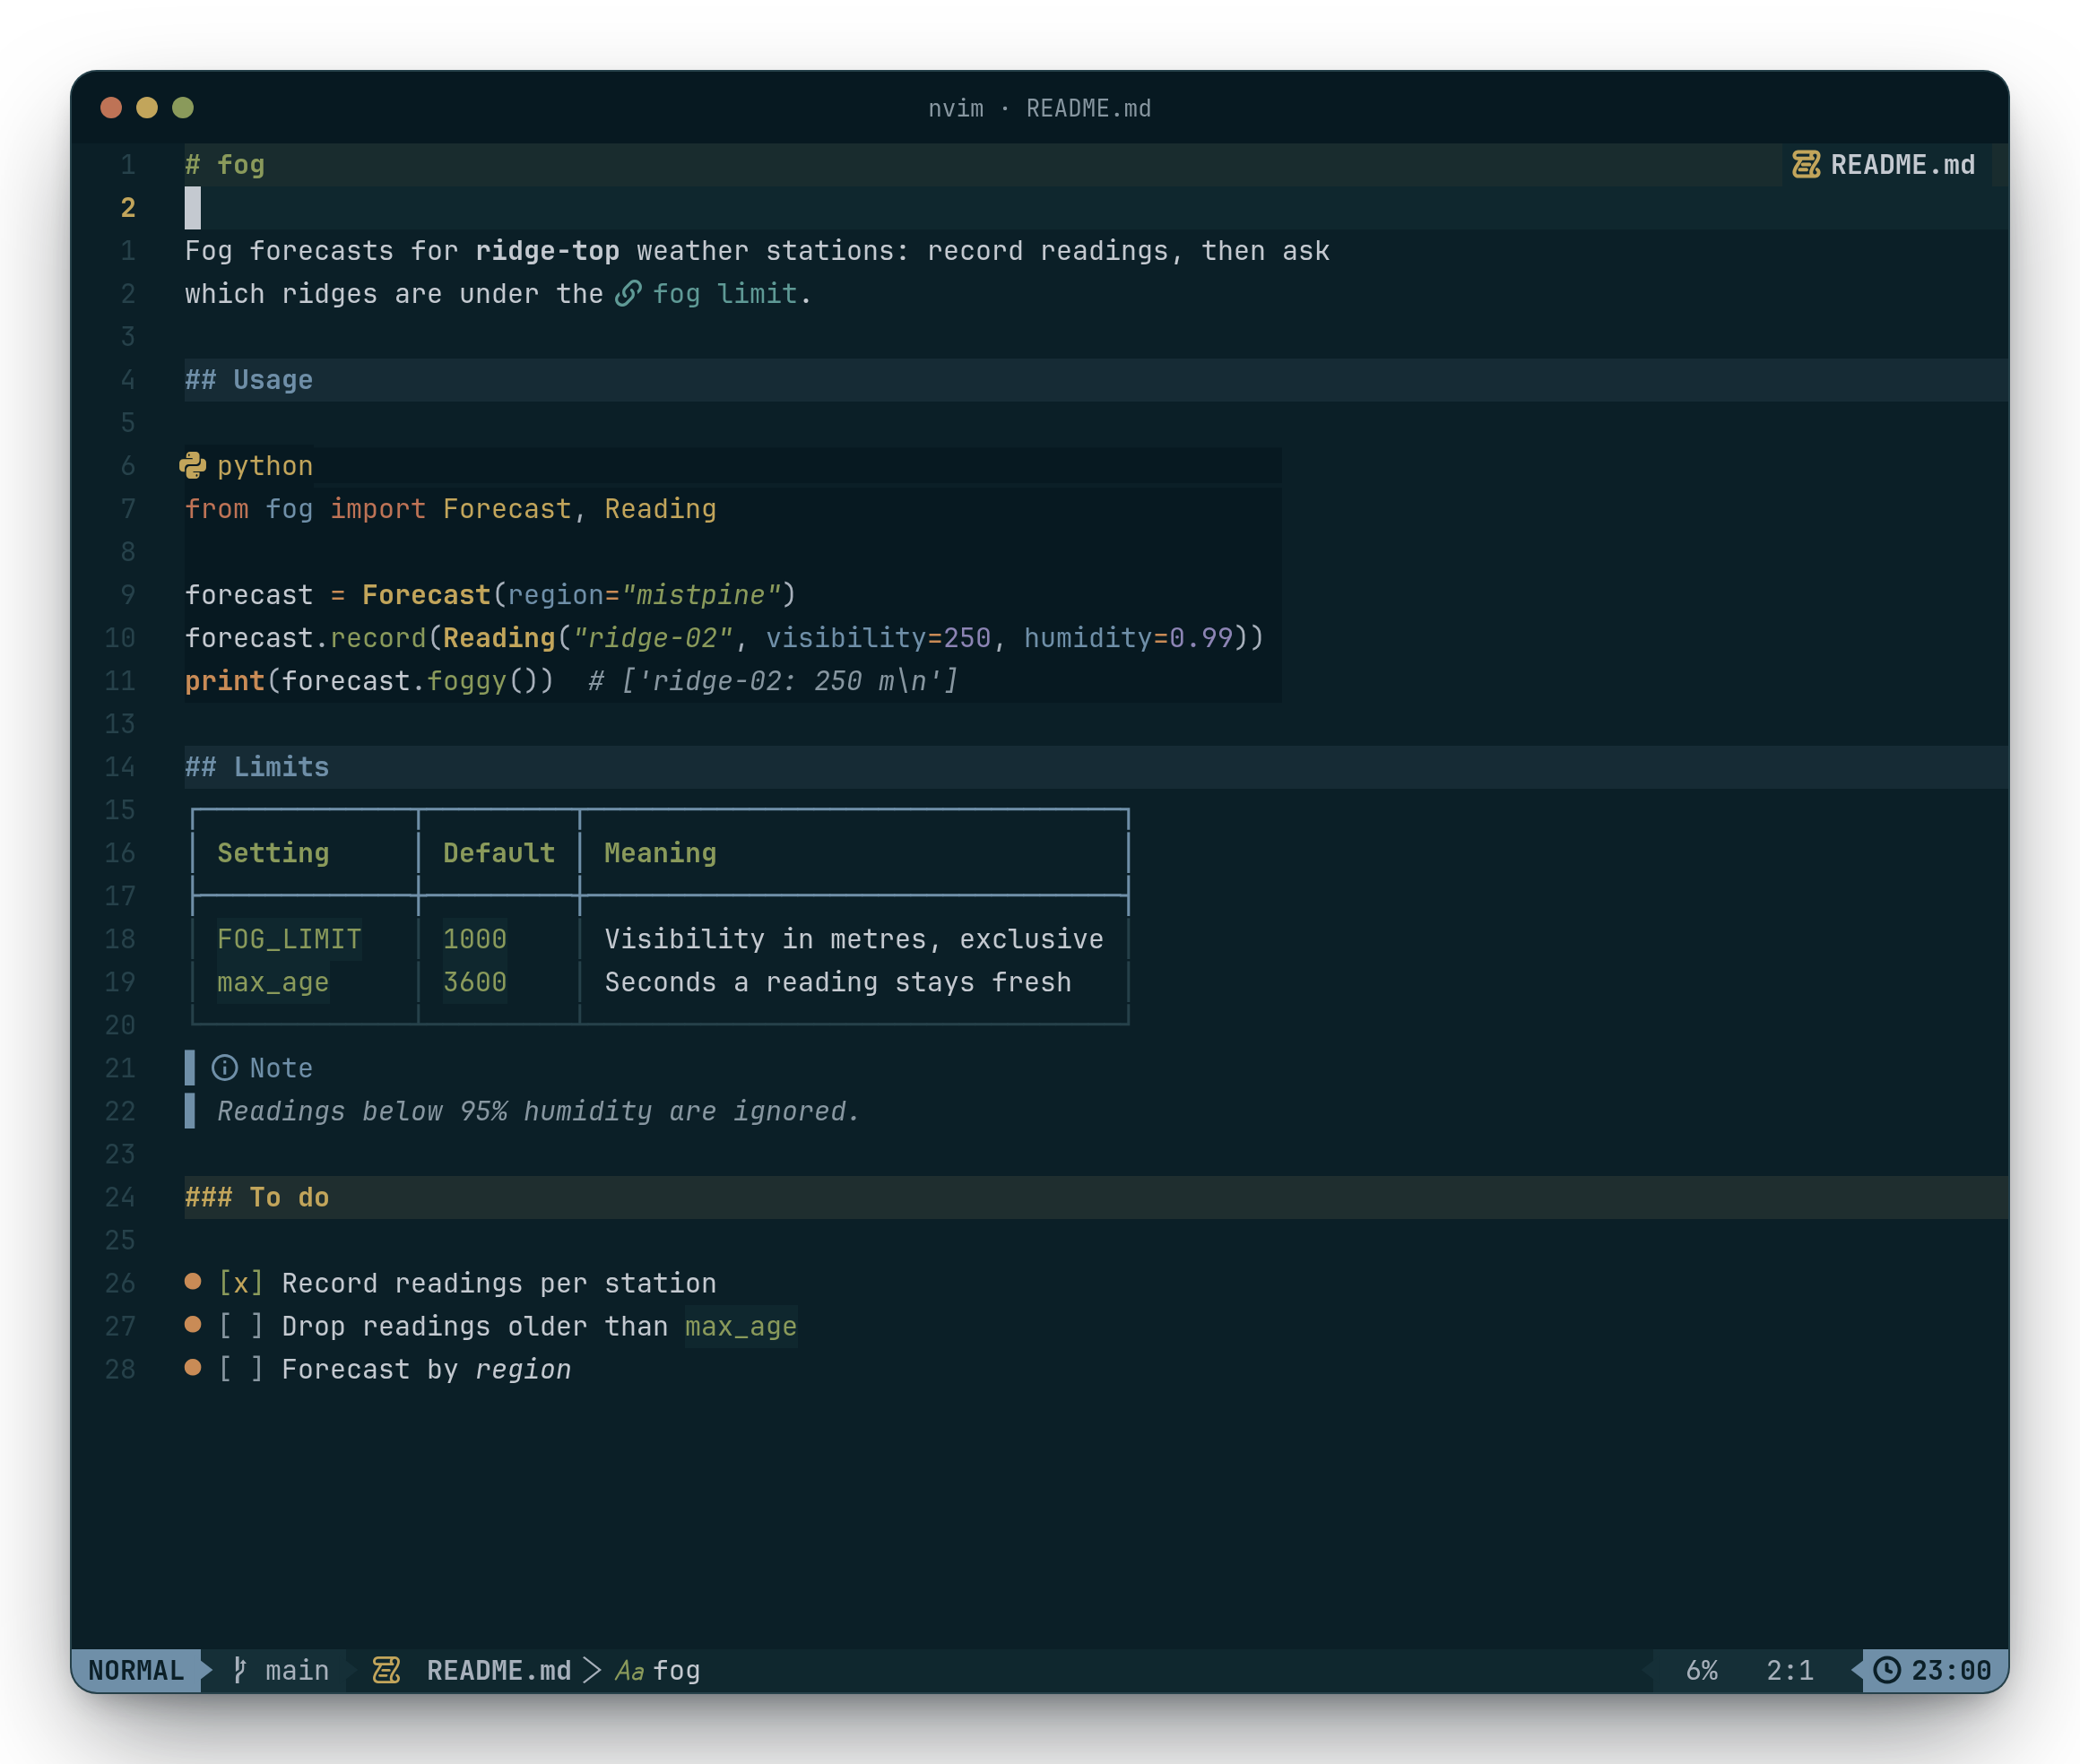 nvim · README.md
1 # fog README.md
2
1 Fog forecasts for ridge-top weather stations: record readings, then ask
2 which ridges are under the fog limit.
3
4 ## Usage
5
6 python
7 from fog import Forecast, Reading
8
9 forecast = Forecast(region="mistpine")
10 forecast.record(Reading("ridge-02", visibility=250, humidity=0.99))
11 print(forecast.foggy())  # ['ridge-02: 250 m\n']
13
14 ## Limits
15
16 Setting Default Meaning
17
18 FOG_LIMIT 1000 Visibility in metres, exclusive
19 max_age 3600 Seconds a reading stays fresh
20
21 Note
22 Readings below 95% humidity are ignored.
23
24 ### To do
25
26 [x] Record readings per station
27 [ ] Drop readings older than max_age
28 [ ] Forecast by region
NORMAL main README.md Aa fog 6% 2:1 23:00